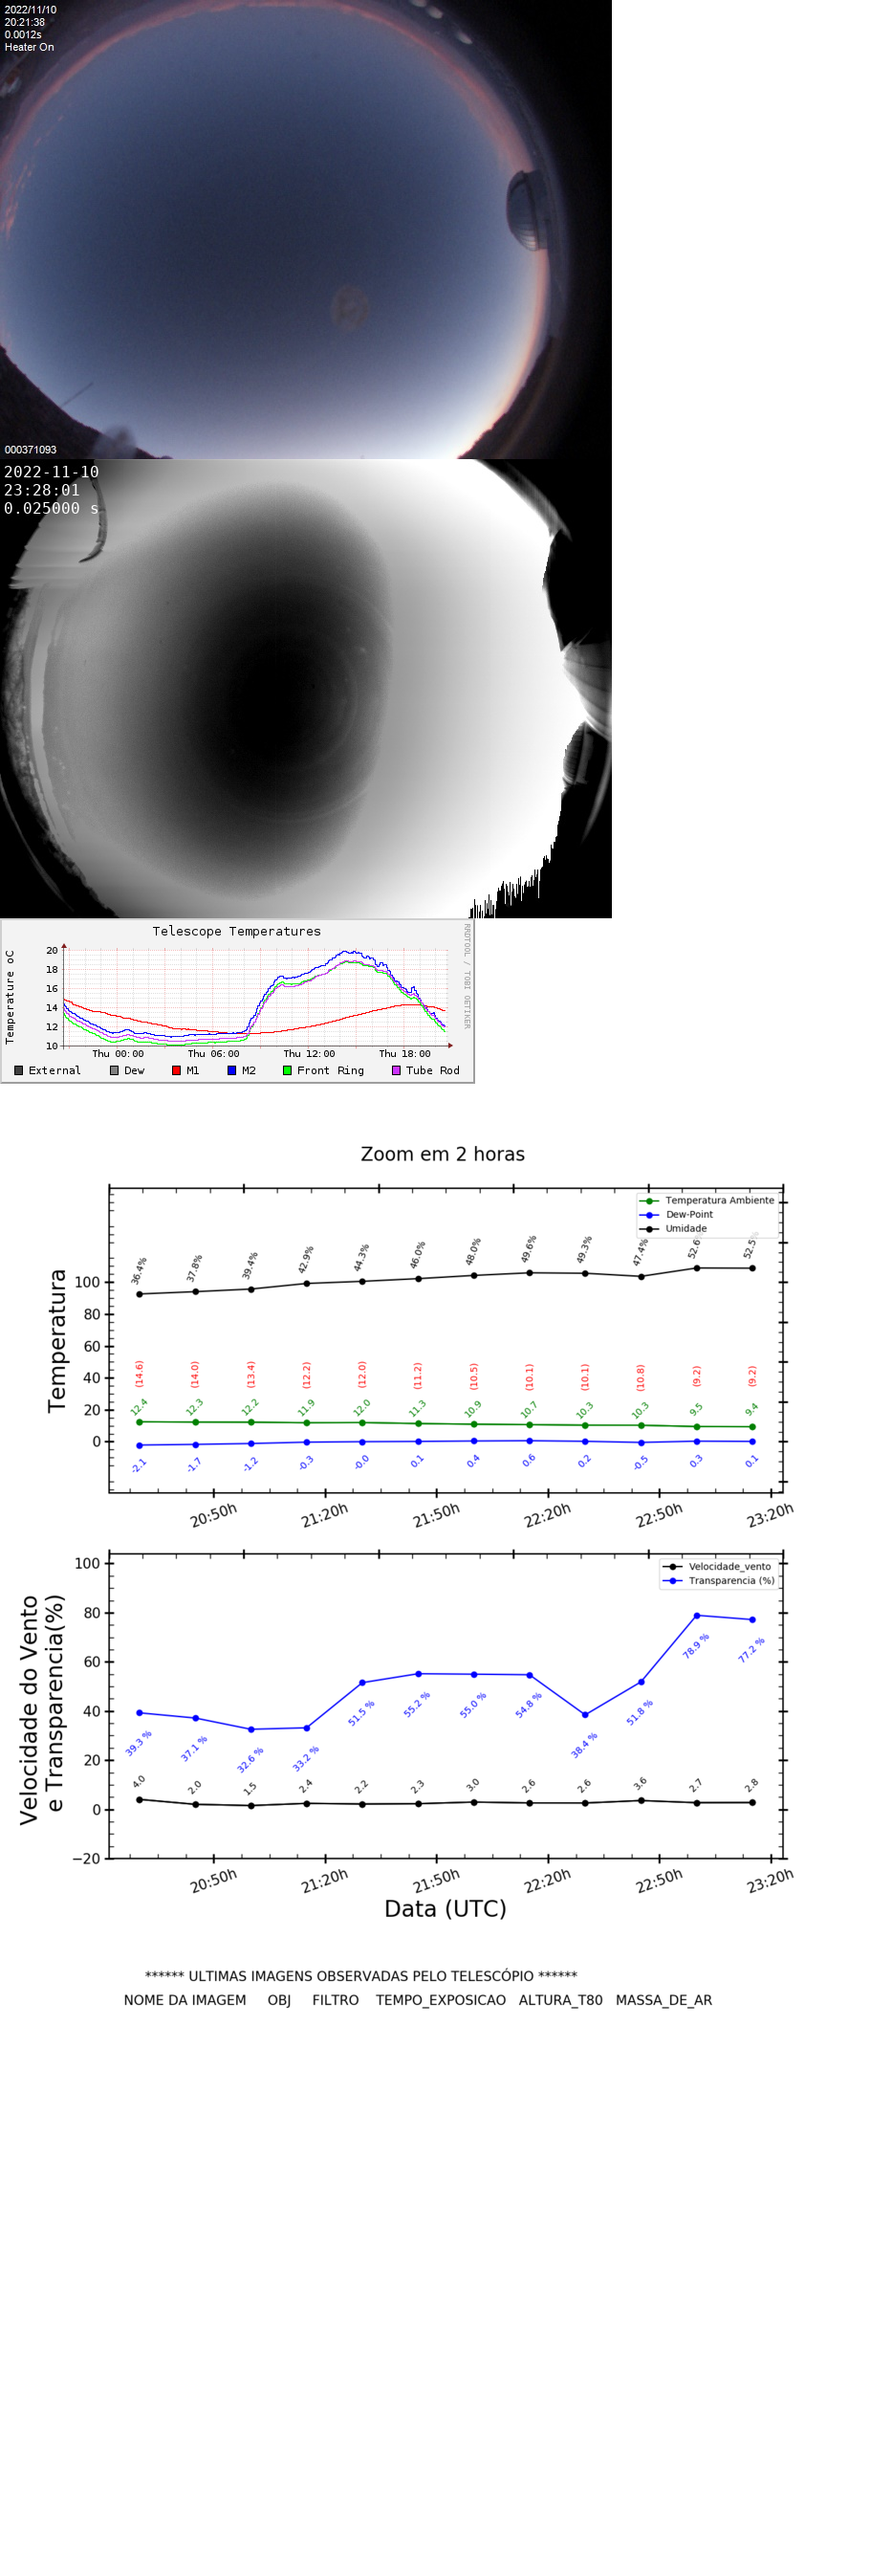 2022/11/10
20:21:38
0.0012s
Heater On
000371093
2022-11-10
23:28:01
0.025000 s
Telescope Temperatures
Temperature oC
20
18
16
14
12
10
Thu 00:00 Thu 06:00 Thu 12:00 Thu 18:00
External Dew M1 M2 Front Ring Tube Rod
RRDTOOL / TOBI OETIKER
Zoom em 2 horas
Temperatura Ambiente
Dew-Point
Umidade
Temperatura
100
80
60
40
20
0
36.4% 37.8% 39.4% 42.9% 44.3% 46.0% 48.0% 49.6% 49.3% 47.4% 52.5%
(14.6) (14.0) (13.4) (12.2) (12.0) (11.2) (10.5) (10.1) (10.1) (10.8) (9.2) (9.2)
12.4 12.3 12.2 11.9 12.0 11.3 10.9 10.7 10.3 10.3 9.5 9.4
-2.1 -1.7 -1.2 -0.3 -0.0 0.1 0.4 0.6 0.2 -0.5 0.3 0.1
20:50h 21:20h 21:50h 22:20h 22:50h 23:20h
Velocidade_vento
Transparencia (%)
Velocidade do Vento
e Transparencia(%)
100
80
60
40
20
0
−20
39.3 % 37.1 % 32.6 % 33.2 % 51.5 % 55.2 % 55.0 % 54.8 % 38.4 % 51.8 % 78.9 % 77.2 %
4.0 2.0 1.5 2.4 2.2 2.3 3.0 2.6 2.6 3.6 2.7 2.8
20:50h 21:20h 21:50h 22:20h 22:50h 23:20h
Data (UTC)
****** ULTIMAS IMAGENS OBSERVADAS PELO TELESCÓPIO ******
NOME DA IMAGEM OBJ FILTRO TEMPO_EXPOSICAO ALTURA_T80 MASSA_DE_AR